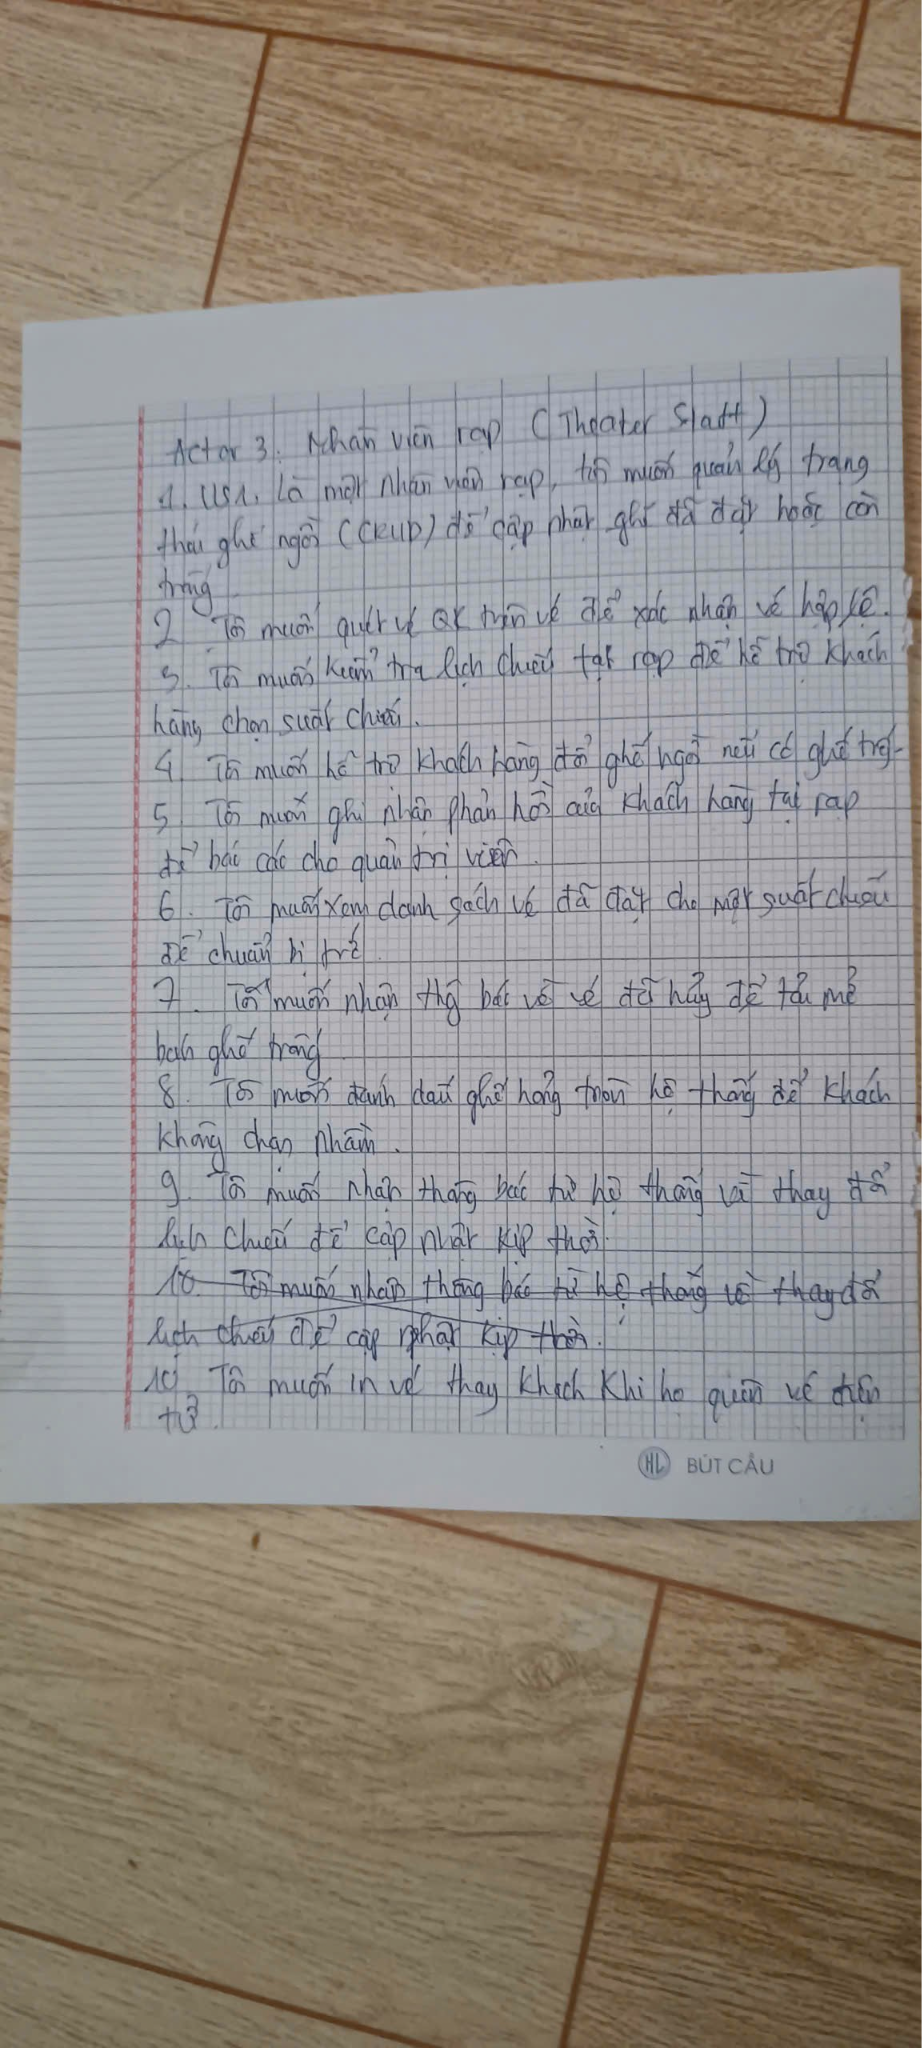 Actor 3. Nhân viên rạp (Theater Staff)
1. US1. Là một nhân viên rạp, tôi muốn quản lý trạng
thái ghế ngồi (CRUD) để cập nhật ghế đã đặt hoặc còn
trống
2. Tôi muốn quét vé QR trên vé để xác nhận vé hợp lệ.
3. Tôi muốn kiểm tra lịch chiếu tại rạp để hỗ trợ khách
hàng chọn suất chiếu.
4. Tôi muốn hỗ trợ khách hàng đổi ghế ngồi nếu có ghế trống
5. Tôi muốn ghi nhận phản hồi của khách hàng tại rạp
để báo cáo cho quản trị viên.
6. Tôi muốn xem danh sách vé đã đặt cho một suất chiếu
để chuẩn bị trước
7. Tôi muốn nhận thg báo về vé đã hủy để tái mở
bán ghế trống
8. Tôi muốn đánh dấu ghế hỏng trên hệ thống để khách
không chọn nhầm.
9. Tôi muốn nhận thông báo từ hệ thống về thay đổi
lịch chiếu để cập nhật kịp thời.
10. Tôi muốn nhận thông báo từ hệ thống về thay đổi
lịch chiếu để cập nhật kịp thời.
10 Tôi muốn in vé thay khách khi họ quên vé điện
tử.
HL BÚT CÂU